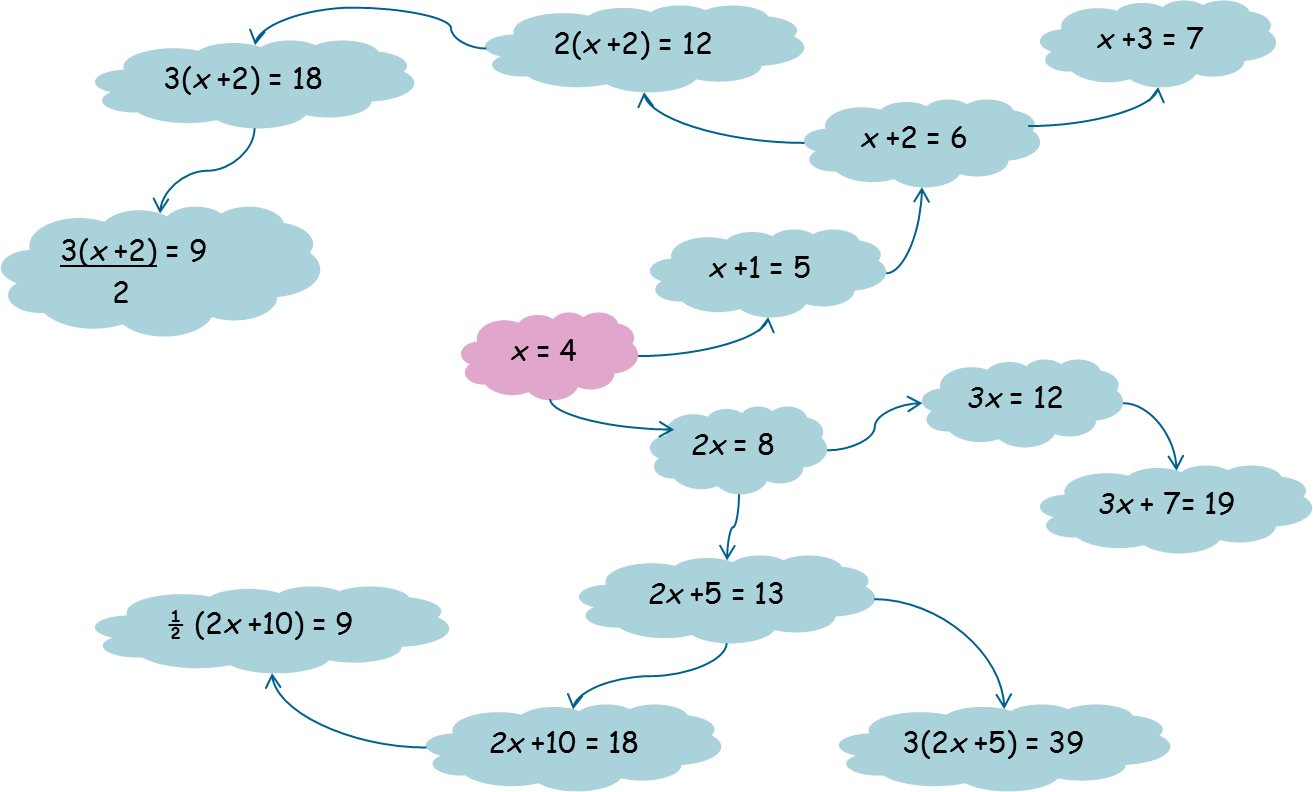 2(x +2) = 12
x +3 = 7
3(x +2) = 18
x +2 = 6
3(x +2) = 9
2
x +1 = 5
x = 4
3x = 12
2x = 8
3x + 7= 19
2x +5 = 13
½ (2x +10) = 9
2x +10 = 18
3(2x +5) = 39